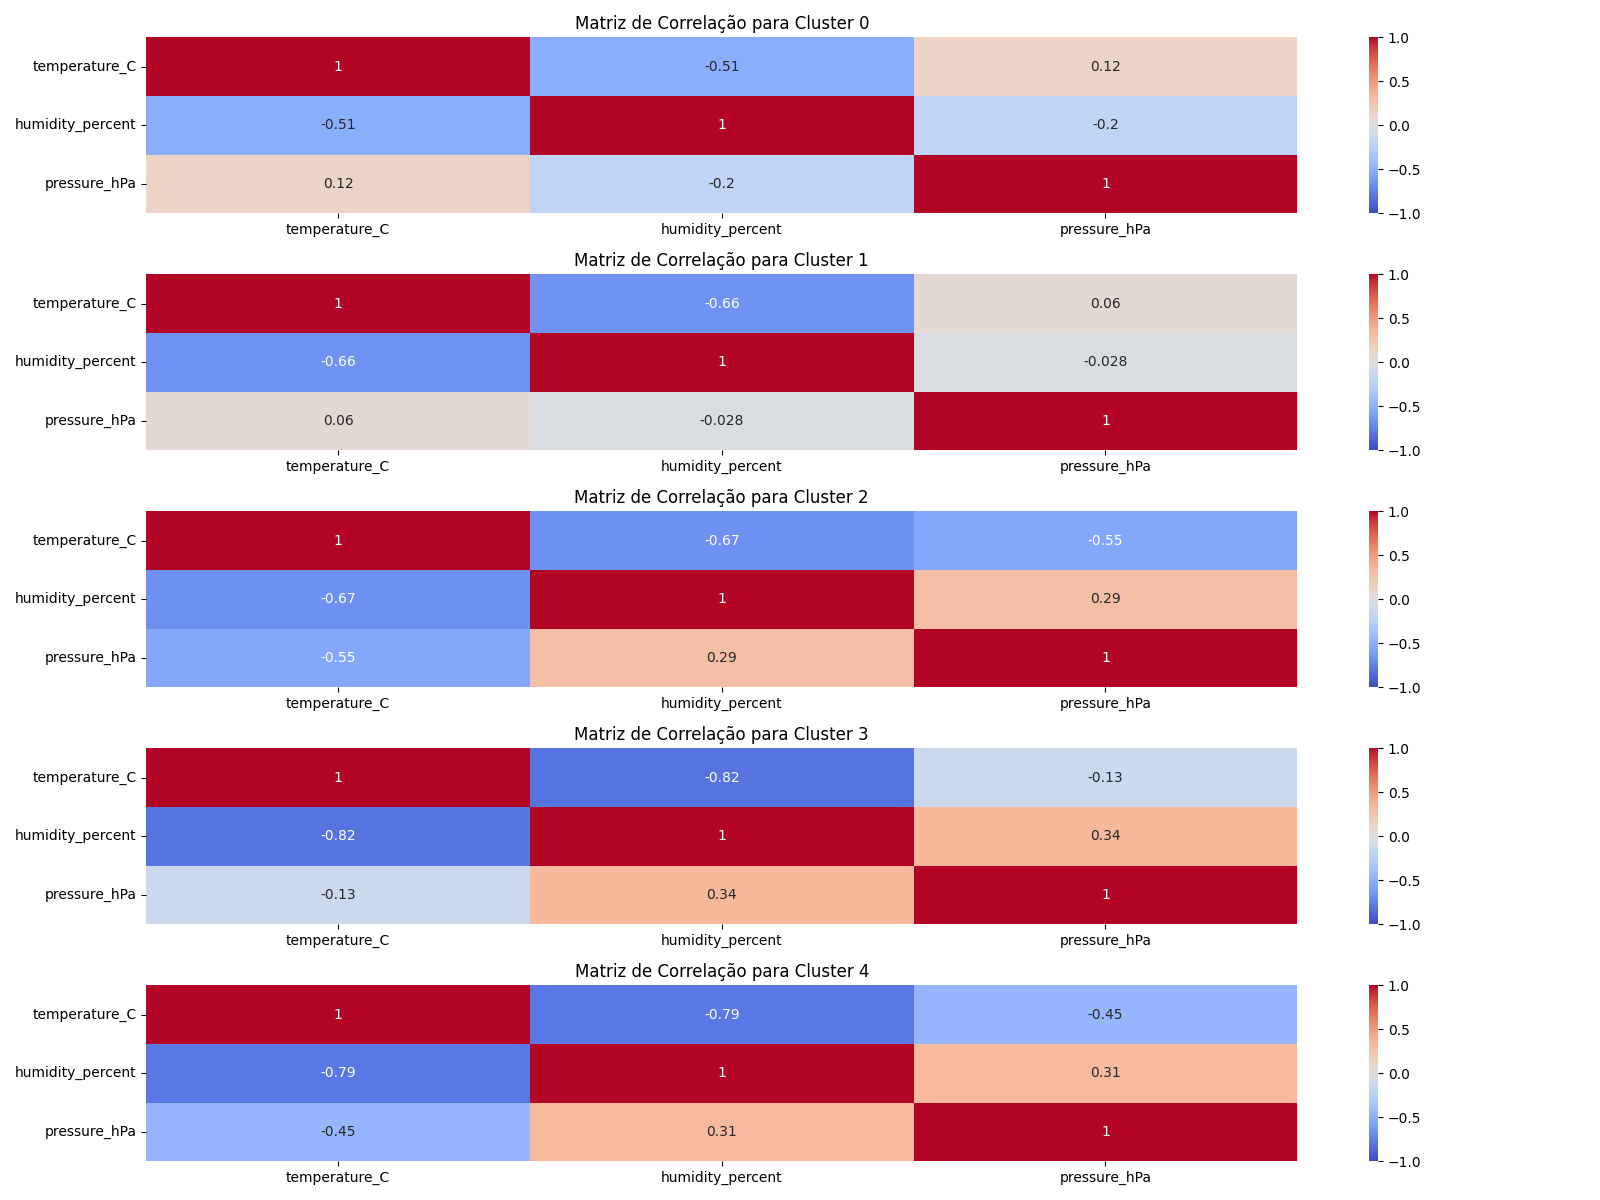 Matriz de Correlação para Cluster 0
temperature_C 1 -0.51 0.12
humidity_percent -0.51 1 -0.2
pressure_hPa 0.12 -0.2 1
temperature_C humidity_percent pressure_hPa
1.0
0.5
0.0
−0.5
−1.0
Matriz de Correlação para Cluster 1
temperature_C 1 -0.66 0.06
humidity_percent -0.66 1 -0.028
pressure_hPa 0.06 -0.028 1
temperature_C humidity_percent pressure_hPa
1.0
0.5
0.0
−0.5
−1.0
Matriz de Correlação para Cluster 2
temperature_C 1 -0.67 -0.55
humidity_percent -0.67 1 0.29
pressure_hPa -0.55 0.29 1
temperature_C humidity_percent pressure_hPa
1.0
0.5
0.0
−0.5
−1.0
Matriz de Correlação para Cluster 3
temperature_C 1 -0.82 -0.13
humidity_percent -0.82 1 0.34
pressure_hPa -0.13 0.34 1
temperature_C humidity_percent pressure_hPa
1.0
0.5
0.0
−0.5
−1.0
Matriz de Correlação para Cluster 4
temperature_C 1 -0.79 -0.45
humidity_percent -0.79 1 0.31
pressure_hPa -0.45 0.31 1
temperature_C humidity_percent pressure_hPa
1.0
0.5
0.0
−0.5
−1.0